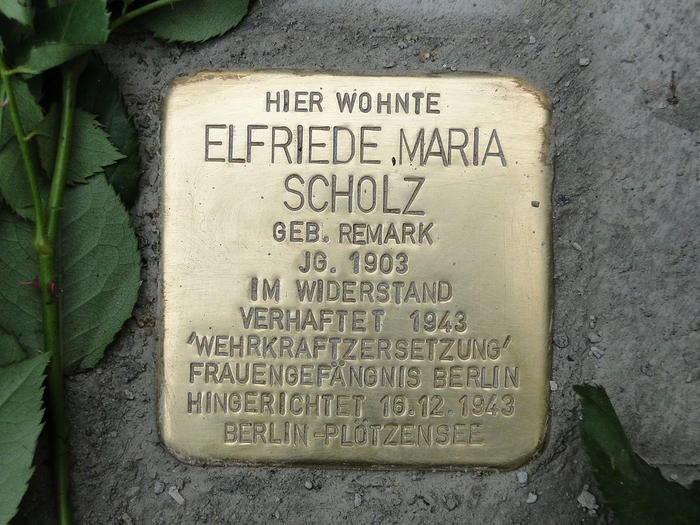 HIER WOHNTE
ELFRIEDE MARIA
SCHOLZ
GEB. REMARK
JG. 1903
IM WIDERSTAND
VERHAFTET 1943
'WEHRKRAFTZERSETZUNG'
FRAUENGEFÄNGNIS BERLIN
HINGERICHTET 16.12.1943
BERLIN-PLÖTZENSEE